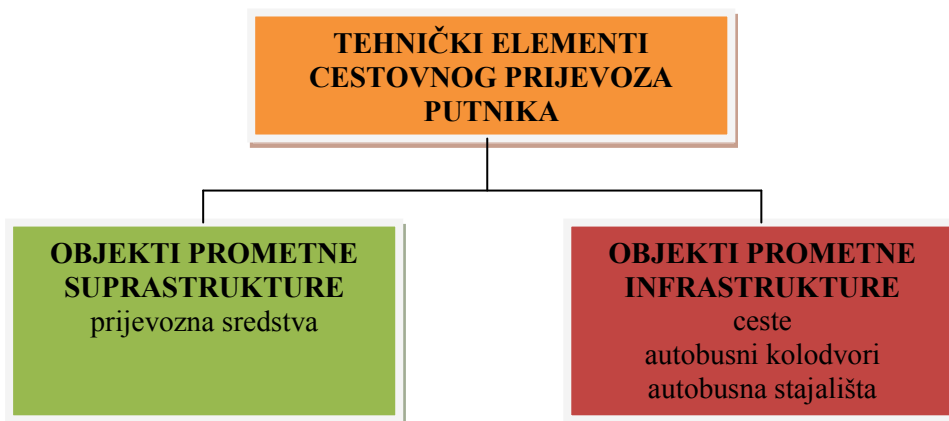 TEHNIČKI ELEMENTI
CESTOVNOG PRIJEVOZA
PUTNIKA
OBJEKTI PROMETNE
SUPRASTRUKTURE
prijevozna sredstva
OBJEKTI PROMETNE
INFRASTRUKTURE
ceste
autobusni kolodvori
autobusna stajališta